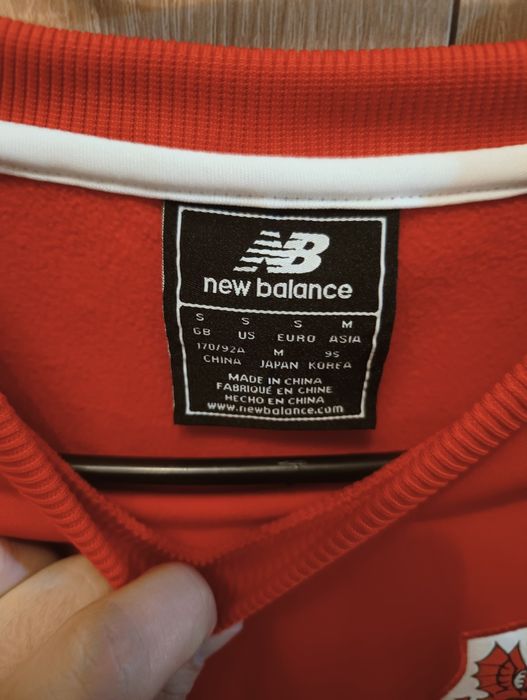 NB
new balance
S S S M
GB US EURO ASIA
170/92A M 95
CHINA JAPAN KOREA
MADE IN CHINA
FABRIQUÉ EN CHINE
HECHO EN CHINA
www.newbalance.com